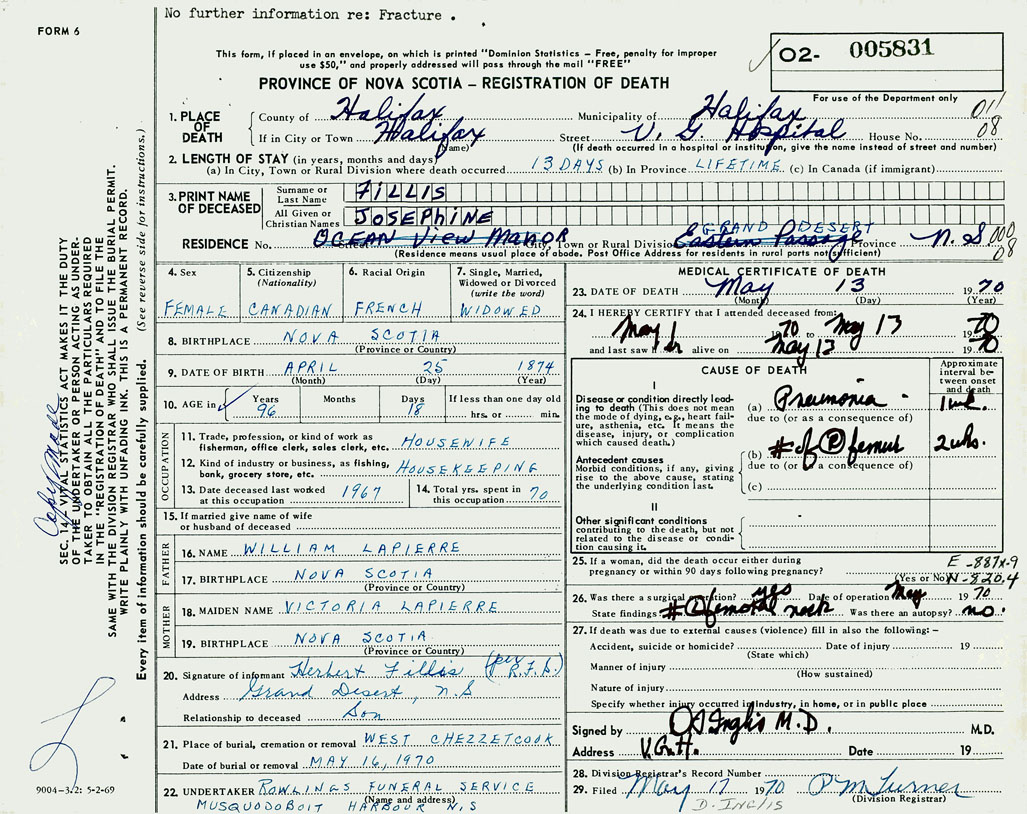 No further information re: Fracture .
FORM 6
This form, if placed in an envelope, on which is printed "Dominion Statistics – Free, penalty for improper
use $50," and properly addressed will pass through the mail "FREE"
O2- 005831
PROVINCE OF NOVA SCOTIA – REGISTRATION OF DEATH
For use of the Department only
1. PLACE OF DEATH
County of Halifax Municipality of Halifax 011
If in City or Town Halifax Street V. G. Hospital House No. 08
(Name) (If death occurred in a hospital or institution, give the name instead of street and number)
2. LENGTH OF STAY (in years, months and days)
(a) In City, Town or Rural Division where death occurred 13 DAYS (b) In Province LIFETIME (c) In Canada (if immigrant)
3. PRINT NAME OF DECEASED
Surname or Last Name FILLIS
All Given or Christian Names JOSEPHINE
GRAND DESERT
RESIDENCE No. OCEAN VIEW MANOR Street City, Town or Rural Division Eastern Passage Province N. S 000
(Residence means usual place of abode. Post Office Address for residents in rural parts not sufficient) 08
4. Sex FEMALE
5. Citizenship (Nationality) CANADIAN
6. Racial Origin FRENCH
7. Single, Married, Widowed or Divorced (write the word) WIDOWED
8. BIRTHPLACE NOVA SCOTIA
(Province or Country)
9. DATE OF BIRTH APRIL 25 1874
(Month) (Day) (Year)
10. AGE in Years 96 Months Days 18 If less than one day old hrs. or min.
OCCUPATION
11. Trade, profession, or kind of work as
fisherman, office clerk, sales clerk, etc. HOUSEWIFE
12. Kind of industry or business, as fishing,
bank, grocery store, etc. HOUSEKEEPING
13. Date deceased last worked
at this occupation 1967
14. Total yrs. spent in
this occupation 70
15. If married give name of wife
or husband of deceased
FATHER
16. NAME WILLIAM LAPIERRE
17. BIRTHPLACE NOVA SCOTIA
(Province or Country)
MOTHER
18. MAIDEN NAME VICTORIA LAPIERRE
19. BIRTHPLACE NOVA SCOTIA
(Province or Country)
20. Signature of informant Herbert Fillis (per
Address Grand Desert, N.S
Relationship to deceased Son
21. Place of burial, cremation or removal WEST CHEZZETCOOK
Date of burial or removal MAY 16, 1970
22. UNDERTAKER ROWLINGS FUNERAL SERVICE
(Name and address)
MUSQUODOBOIT HARBOUR N.S
MEDICAL CERTIFICATE OF DEATH
23. DATE OF DEATH May 13 1970
(Month) (Day) (Year)
24. I HEREBY CERTIFY that I attended deceased from:
May 1 1970 to May 13 1970
and last saw her alive on May 13 1970
CAUSE OF DEATH
Approximate interval between onset and death
I
Disease or condition directly leading
to death (This does not
mean the mode of dying, e.g., heart failure,
asthenia, etc. It means the
disease, injury, or complication
which caused death.)
(a) Pneumonia 1 wk.
due to (or as a consequence of)
(b) # of R femur 2 wks.
due to (or as a consequence of)
(c)
Antecedent causes
Morbid conditions, if any, giving
rise to the above cause, stating
the underlying condition last.
II
Other significant conditions
contributing to the death, but not
related to the disease or condition
causing it.
25. If a woman, did the death occur either during
pregnancy or within 90 days following pregnancy? (Yes or No)
E-887X-9
N-820.4
26. Was there a surgical operation? yes Date of operation May 1970
State findings: # R femoral neck Was there an autopsy? no.
27. If death was due to external causes (violence) fill in also the following: –
Accident, suicide or homicide? Date of injury 19
(State which)
Manner of injury
(How sustained)
Nature of injury
Specify whether injury occurred in industry, in home, or in public place
Signed by Inglis M.D. M.D.
Address V.G.H. Date 19
28. Division Registrar's Record Number
29. Filed May 17 1970 P M Turner
D. INGLIS (Division Registrar)
SEC. 14 – VITAL STATISTICS ACT MAKES IT THE DUTY
OF THE UNDERTAKER OR PERSON ACTING AS UNDERTAKER
TO OBTAIN ALL THE PARTICULARS REQUIRED
IN THE "REGISTRATION OF DEATH" AND TO FILE THE
SAME WITH THE DIVISION REGISTRAR WHO SHALL ISSUE THE BURIAL PERMIT.
WRITE PLAINLY WITH UNFADING INK. THIS IS A PERMANENT RECORD.
Every item of information should be carefully supplied. (See reverse side for instructions.)
Copy made
9004-3.2: 5-2-69